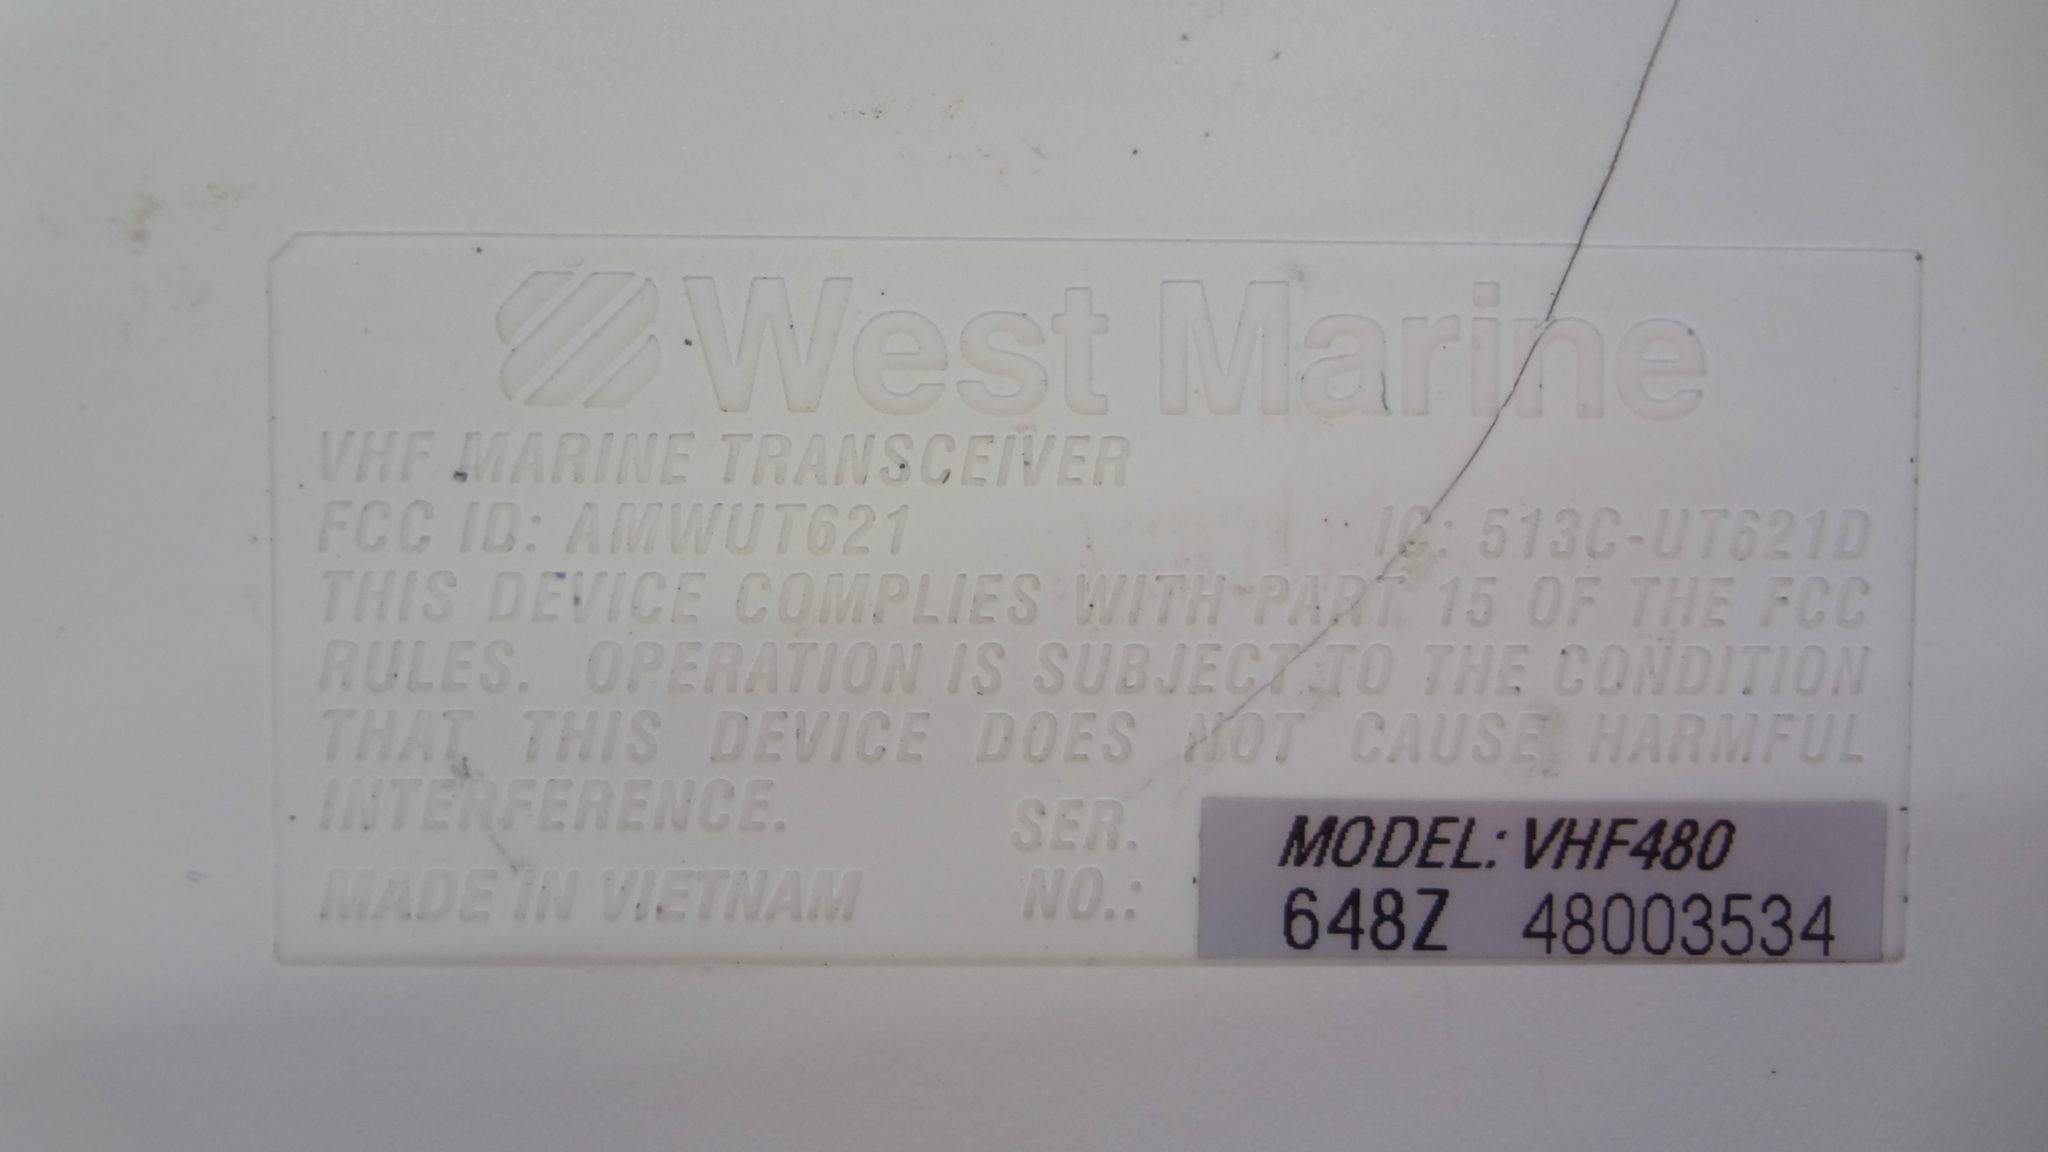 West Marine
VHF MARINE TRANSCEIVER
FCC ID: AMWUT621 IC: 513C-UT621D
THIS DEVICE COMPLIES WITH PART 15 OF THE FCC
RULES. OPERATION IS SUBJECT TO THE CONDITION
THAT THIS DEVICE DOES NOT CAUSE HARMFUL
INTERFERENCE.
MADE IN VIETNAM
SER.
NO.:
MODEL: VHF480
648Z 48003534